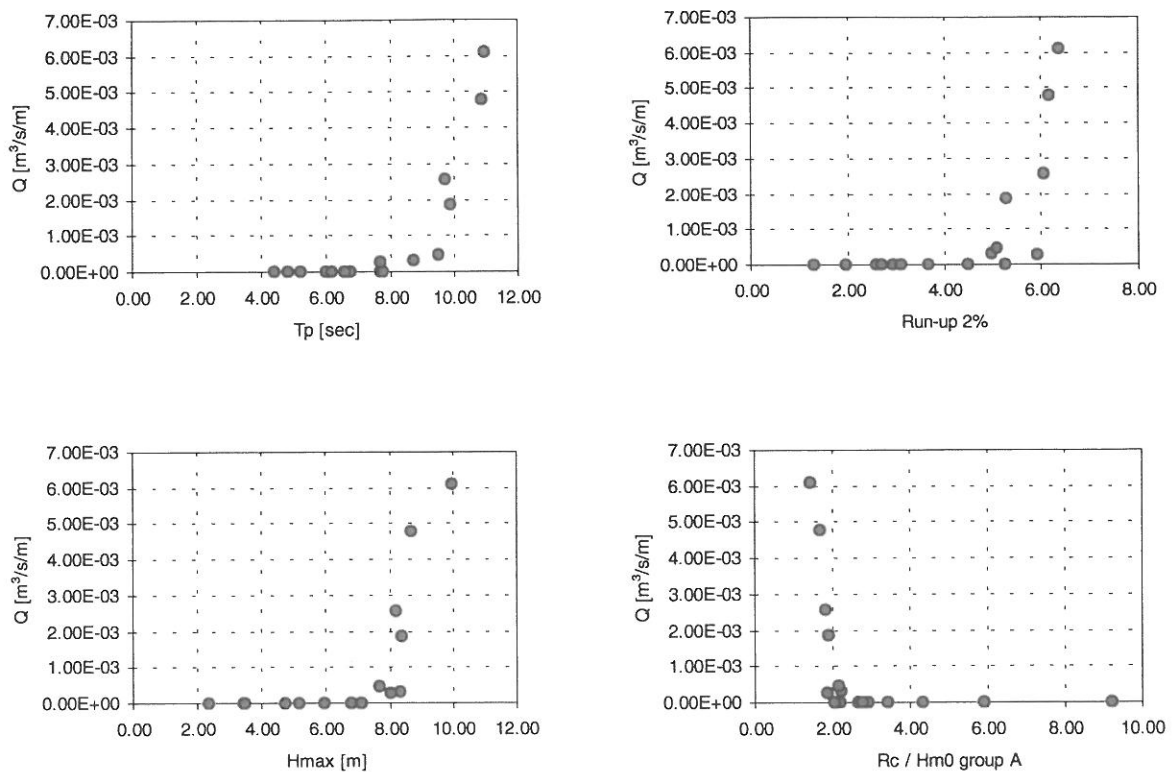 7.00E-03
6.00E-03
5.00E-03
4.00E-03
3.00E-03
2.00E-03
1.00E-03
0.00E+00
Q [m³/s/m]
0.00 2.00 4.00 6.00 8.00 10.00 12.00
Tp [sec]
7.00E-03
6.00E-03
5.00E-03
4.00E-03
3.00E-03
2.00E-03
1.00E-03
0.00E+00
Q [m³/s/m]
0.00 2.00 4.00 6.00 8.00
Run-up 2%
7.00E-03
6.00E-03
5.00E-03
4.00E-03
3.00E-03
2.00E-03
1.00E-03
0.00E+00
Q [m³/s/m]
0.00 2.00 4.00 6.00 8.00 10.00 12.00
Hmax [m]
7.00E-03
6.00E-03
5.00E-03
4.00E-03
3.00E-03
2.00E-03
1.00E-03
0.00E+00
Q [m³/s/m]
0.00 2.00 4.00 6.00 8.00 10.00
Rc / Hm0 group A